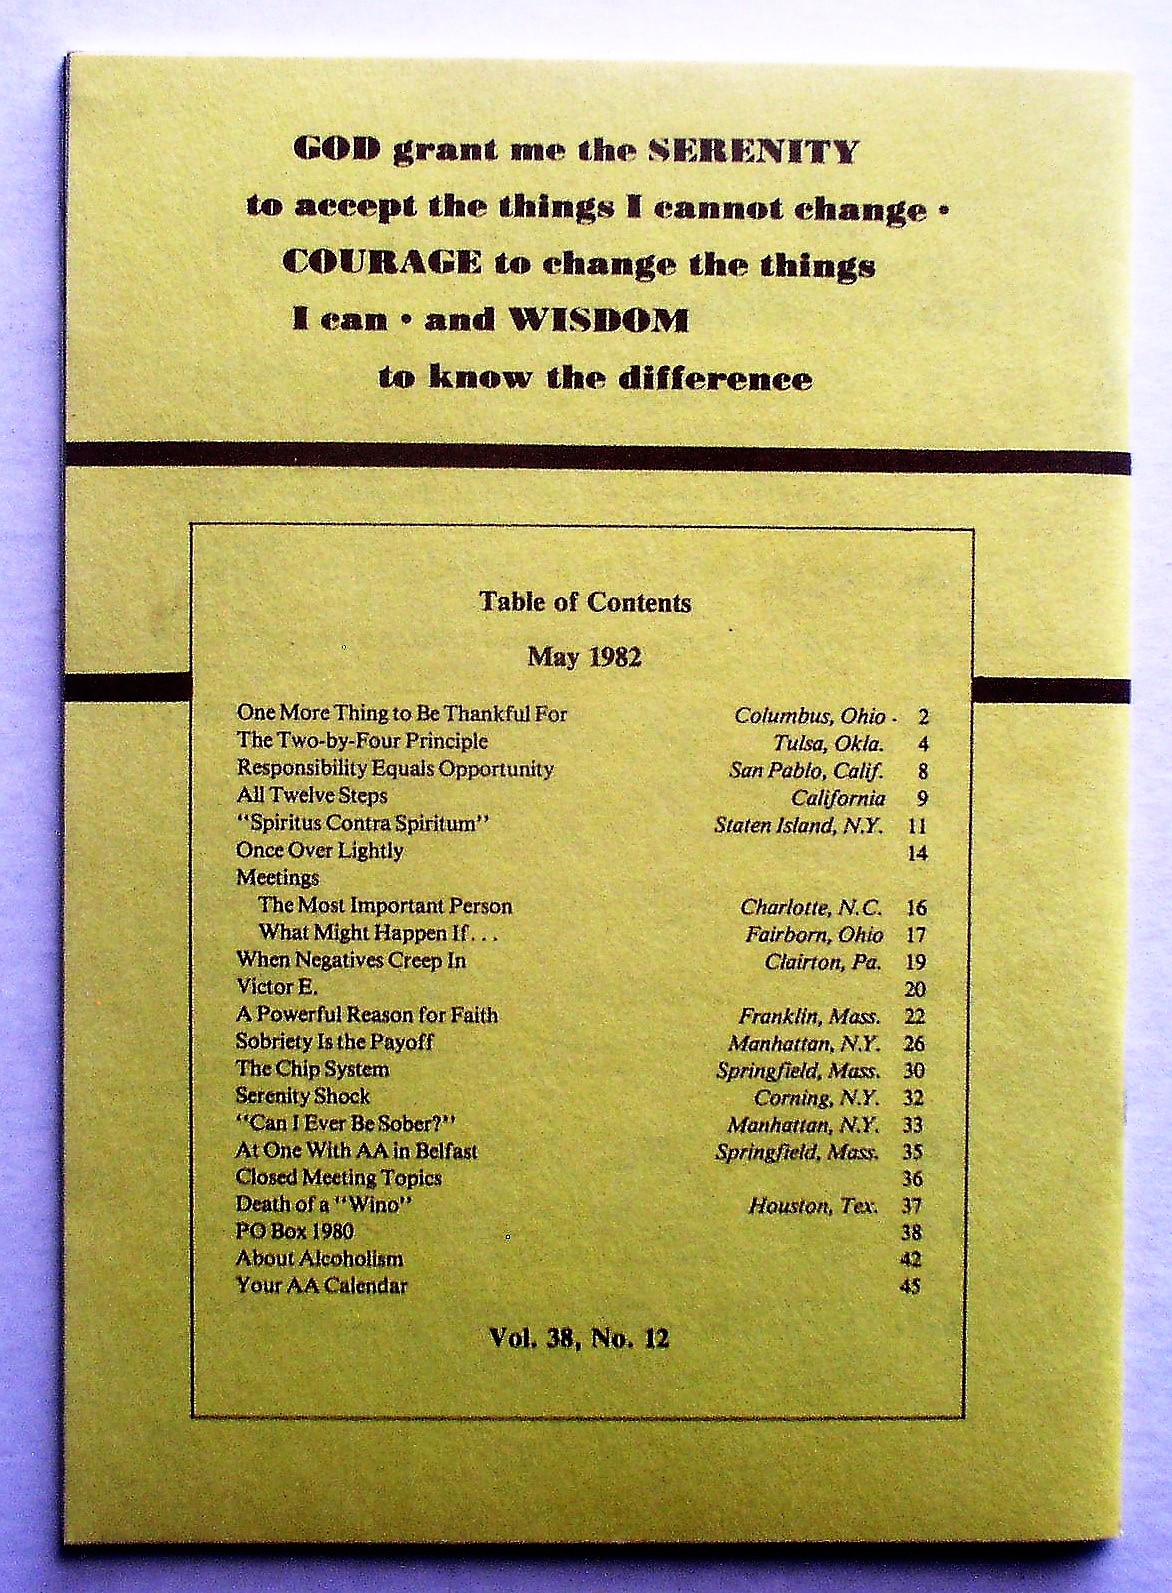 GOD grant me the SERENITY
to accept the things I cannot change •
COURAGE to change the things
I can • and WISDOM
to know the difference
Table of Contents
May 1982
One More Thing to Be Thankful For Columbus, Ohio · 2
The Two-by-Four Principle Tulsa, Okla. 4
Responsibility Equals Opportunity San Pablo, Calif. 8
All Twelve Steps California 9
"Spiritus Contra Spiritum" Staten Island, N.Y. 11
Once Over Lightly 14
Meetings
The Most Important Person Charlotte, N.C. 16
What Might Happen If... Fairborn, Ohio 17
When Negatives Creep In Clairton, Pa. 19
Victor E. 20
A Powerful Reason for Faith Franklin, Mass. 22
Sobriety Is the Payoff Manhattan, N.Y. 26
The Chip System Springfield, Mass. 30
Serenity Shock Corning, N.Y. 32
"Can I Ever Be Sober?" Manhattan, N.Y. 33
At One With AA in Belfast Springfield, Mass. 35
Closed Meeting Topics 36
Death of a "Wino" Houston, Tex. 37
PO Box 1980 38
About Alcoholism 42
Your AA Calendar 45
Vol. 38, No. 12